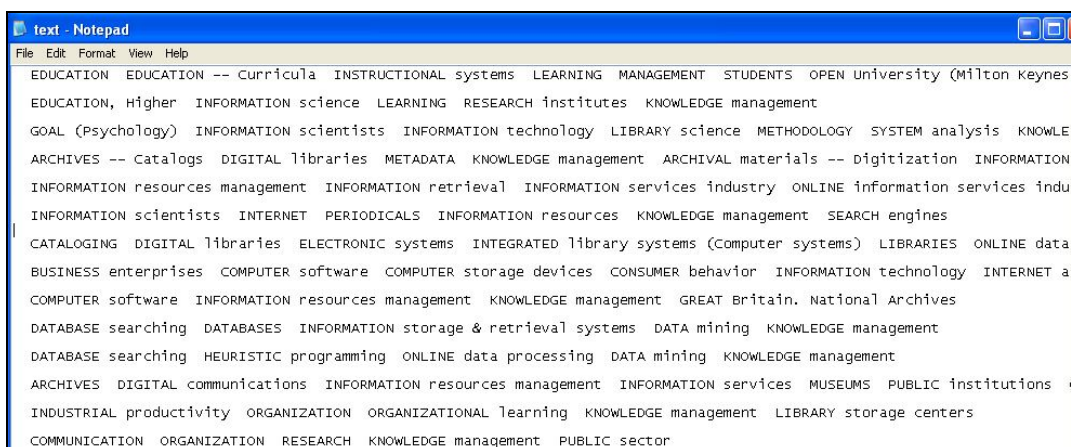 text - Notepad
File Edit Format View Help
EDUCATION EDUCATION -- Curricula INSTRUCTIONAL systems LEARNING MANAGEMENT STUDENTS OPEN University (Milton Keynes
EDUCATION, Higher INFORMATION science LEARNING RESEARCH institutes KNOWLEDGE management
GOAL (Psychology) INFORMATION scientists INFORMATION technology LIBRARY science METHODOLOGY SYSTEM analysis KNOWLE
ARCHIVES -- Catalogs DIGITAL libraries METADATA KNOWLEDGE management ARCHIVAL materials -- Digitization INFORMATION
INFORMATION resources management INFORMATION retrieval INFORMATION services industry ONLINE information services indu
INFORMATION scientists INTERNET PERIODICALS INFORMATION resources KNOWLEDGE management SEARCH engines
CATALOGING DIGITAL libraries ELECTRONIC systems INTEGRATED library systems (Computer systems) LIBRARIES ONLINE data
BUSINESS enterprises COMPUTER software COMPUTER storage devices CONSUMER behavior INFORMATION technology INTERNET a
COMPUTER software INFORMATION resources management KNOWLEDGE management GREAT Britain. National Archives
DATABASE searching DATABASES INFORMATION storage & retrieval systems DATA mining KNOWLEDGE management
DATABASE searching HEURISTIC programming ONLINE data processing DATA mining KNOWLEDGE management
ARCHIVES DIGITAL communications INFORMATION resources management INFORMATION services MUSEUMS PUBLIC institutions
INDUSTRIAL productivity ORGANIZATION ORGANIZATIONAL learning KNOWLEDGE management LIBRARY storage centers
COMMUNICATION ORGANIZATION RESEARCH KNOWLEDGE management PUBLIC sector